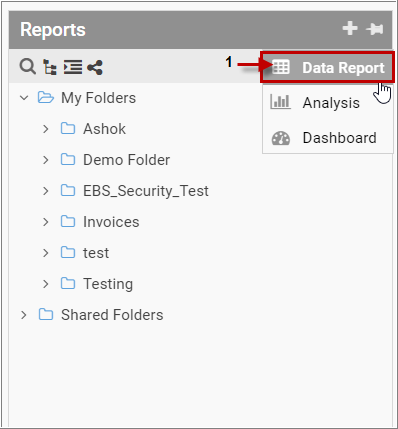 Reports
1 Data Report
My Folders
Analysis
Ashok
Dashboard
Demo Folder
EBS_Security_Test
Invoices
test
Testing
Shared Folders